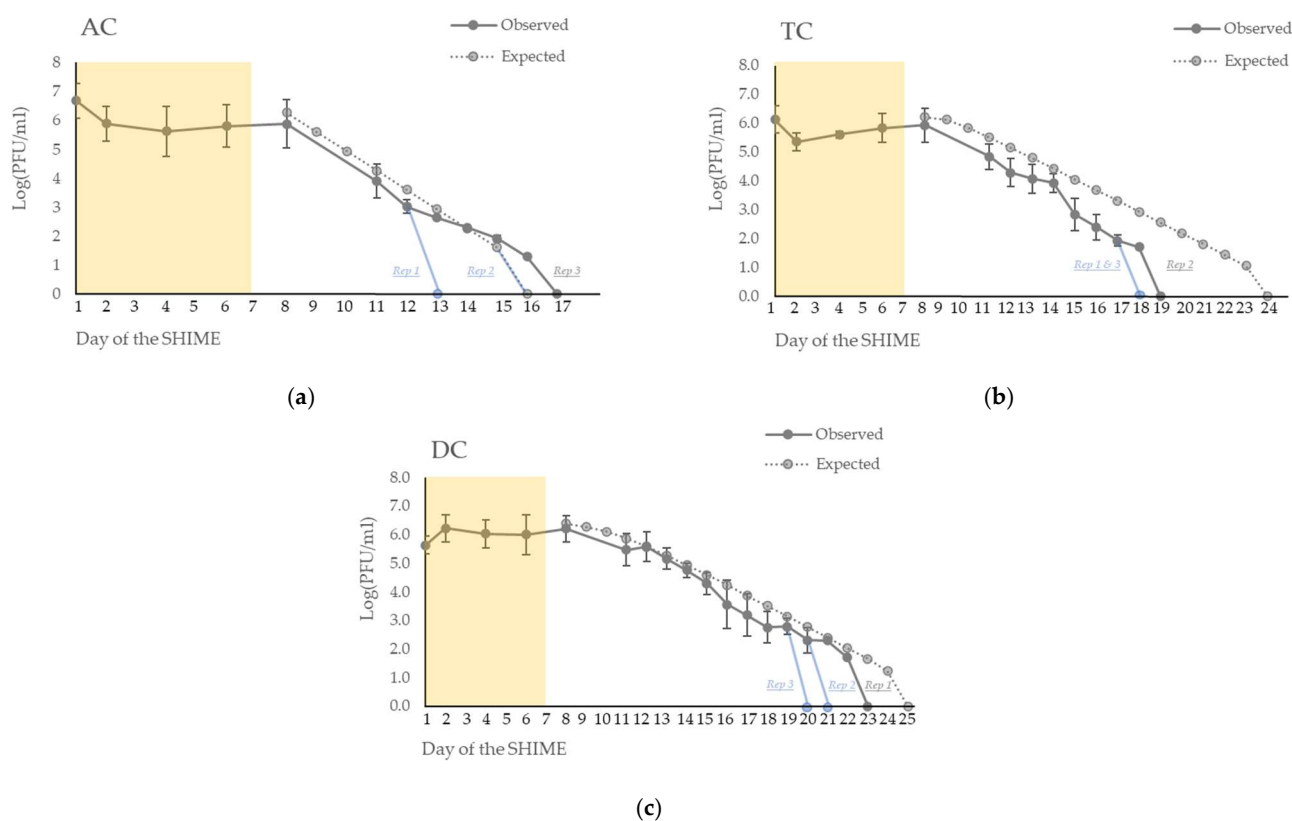 AC
Observed
Expected
Log(PFU/ml)
8
7
6
5
4
3
2
1
0
Rep 1
Rep 2
Rep 3
1 2 3 4 5 6 7 8 9 10 11 12 13 14 15 16 17
Day of the SHIME
(a)
TC
Observed
Expected
Log(PFU/ml)
8.0
7.0
6.0
5.0
4.0
3.0
2.0
1.0
0.0
Rep 1 & 3
Rep 2
1 2 3 4 5 6 7 8 9 10 11 12 13 14 15 16 17 18 19 20 21 22 23 24
Day of the SHIME
(b)
DC
Observed
Expected
Log(PFU/ml)
8.0
7.0
6.0
5.0
4.0
3.0
2.0
1.0
0.0
Rep 3
Rep 2
Rep 1
1 2 3 4 5 6 7 8 9 10 11 12 13 14 15 16 17 18 19 20 21 22 23 24 25
Day of the SHIME
(c)